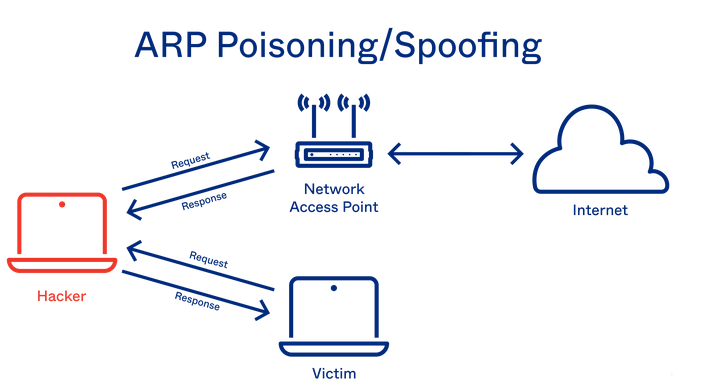 ARP Poisoning/Spoofing
Request
Response
Network
Access Point
Internet
Request
Response
Hacker
Victim